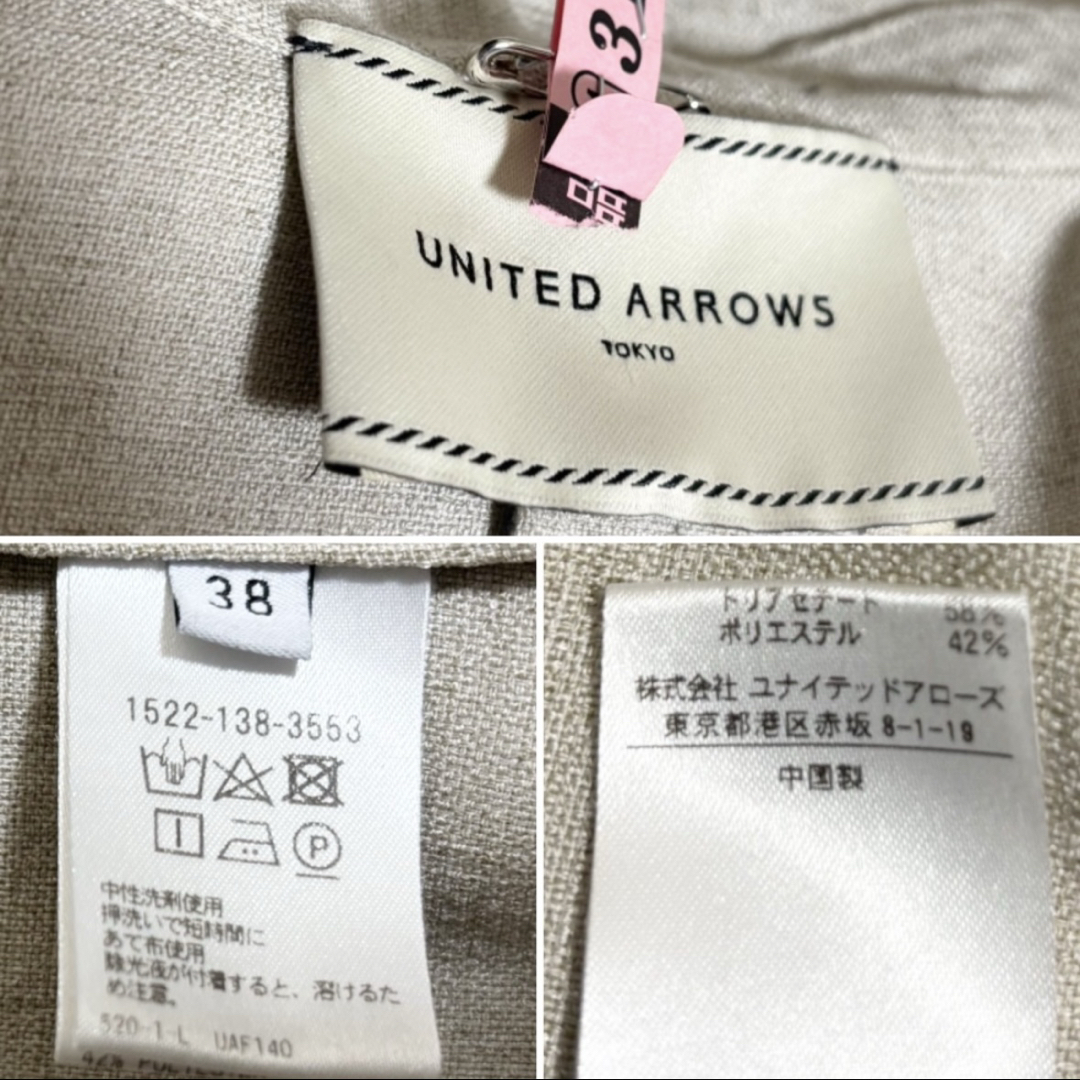 3
UNITED ARROWS
TOKYO
38
1522-138-3553
P
中性洗剤使用
押洗いで短時間に
あて布使用
除光液が付着すると、溶けるた
め注意。
520-1-L UAF140
42% POLYESTER
トリアセテート 58%
ポリエステル 42%
株式会社 ユナイテッドアローズ
東京都港区赤坂 8-1-19
中国製